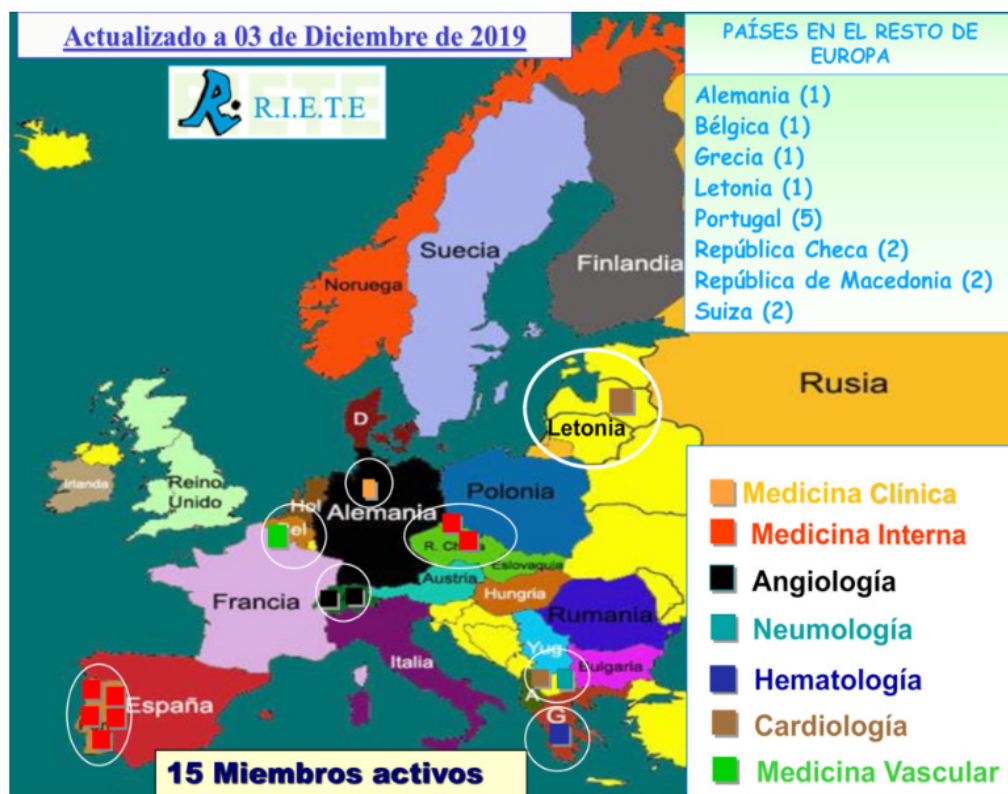 Actualizado a 03 de Diciembre de 2019
R.I.E.T.E
PAÍSES EN EL RESTO DE
EUROPA
Alemania (1)
Bélgica (1)
Grecia (1)
Letonia (1)
Portugal (5)
República Checa (2)
República de Macedonia (2)
Suiza (2)
Suecia
Noruega
Finlandia
Rusia
Letonia
D
Irlanda
Reino
Unido
Hol
Bel
Alemania
Polonia
Eslovaquia
Austria
Hungria
Francia
Rumania
Italia
Yug
Bulgaria
A
G
España
15 Miembros activos
Medicina Clínica
Medicina Interna
Angiología
Neumología
Hematología
Cardiología
Medicina Vascular